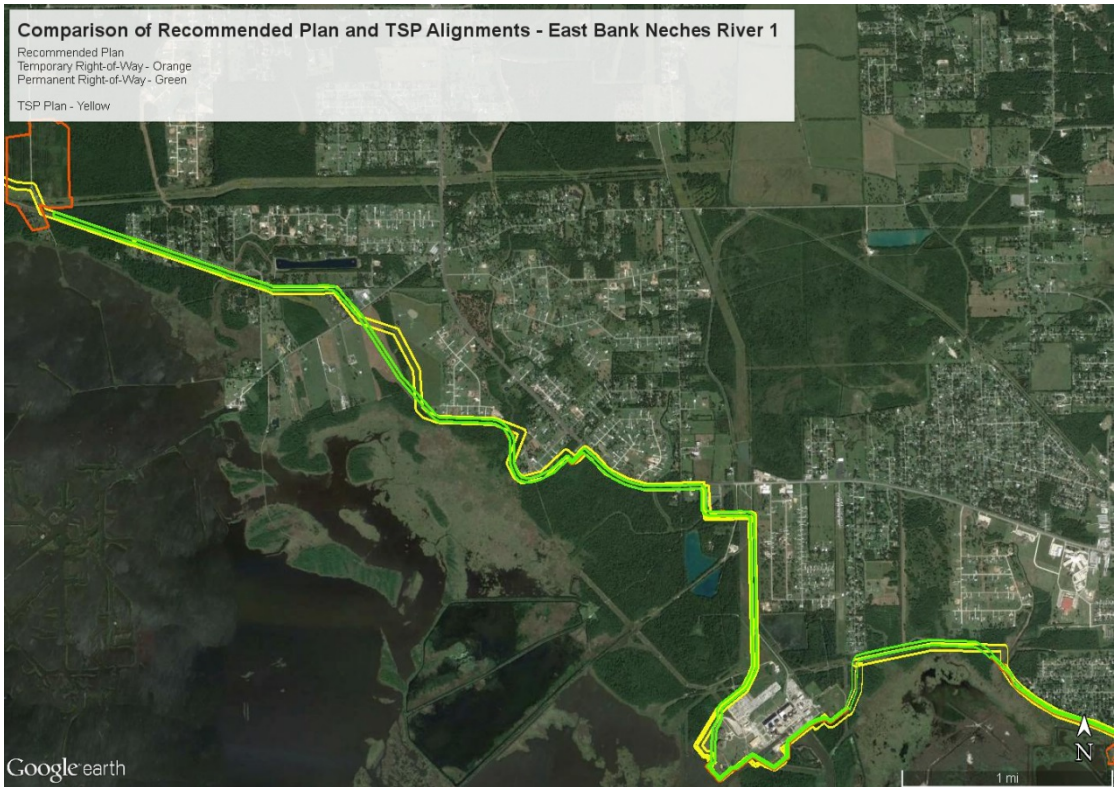 Comparison of Recommended Plan and TSP Alignments - East Bank Neches River 1
Recommended Plan
Temporary Right-of-Way - Orange
Permanent Right-of-Way - Green
TSP Plan - Yellow
N
Google earth
1 mi